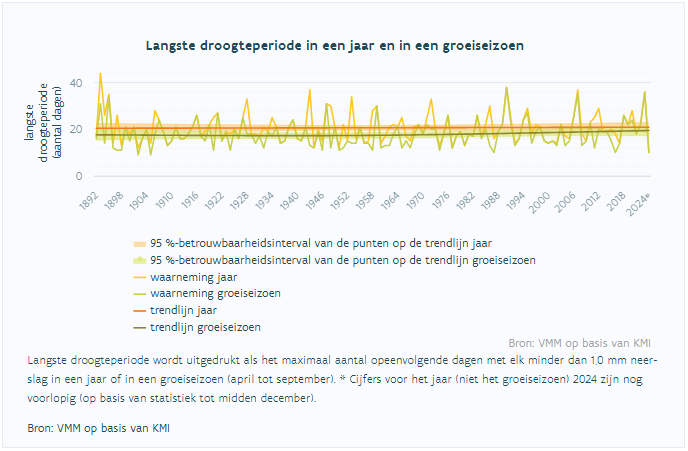 Langste droogteperiode in een jaar en in een groeiseizoen
langste
droogteperiode
(aantal dagen)
40
20
0
1892
1898
1904
1910
1916
1922
1928
1934
1940
1946
1952
1958
1964
1970
1976
1982
1988
1994
2000
2006
2012
2018
2024*
95 %-betrouwbaarheidsinterval van de punten op de trendlijn jaar
95 %-betrouwbaarheidsinterval van de punten op de trendlijn groeiseizoen
waarneming jaar
waarneming groeiseizoen
trendlijn jaar
trendlijn groeiseizoen
Bron: VMM op basis van KMI
Langste droogteperiode wordt uitgedrukt als het maximaal aantal opeenvolgende dagen met elk minder dan 1,0 mm neer-
slag in een jaar of in een groeiseizoen (april tot september). * Cijfers voor het jaar (niet het groeiseizoen) 2024 zijn nog
voorlopig (op basis van statistiek tot midden december).
Bron: VMM op basis van KMI